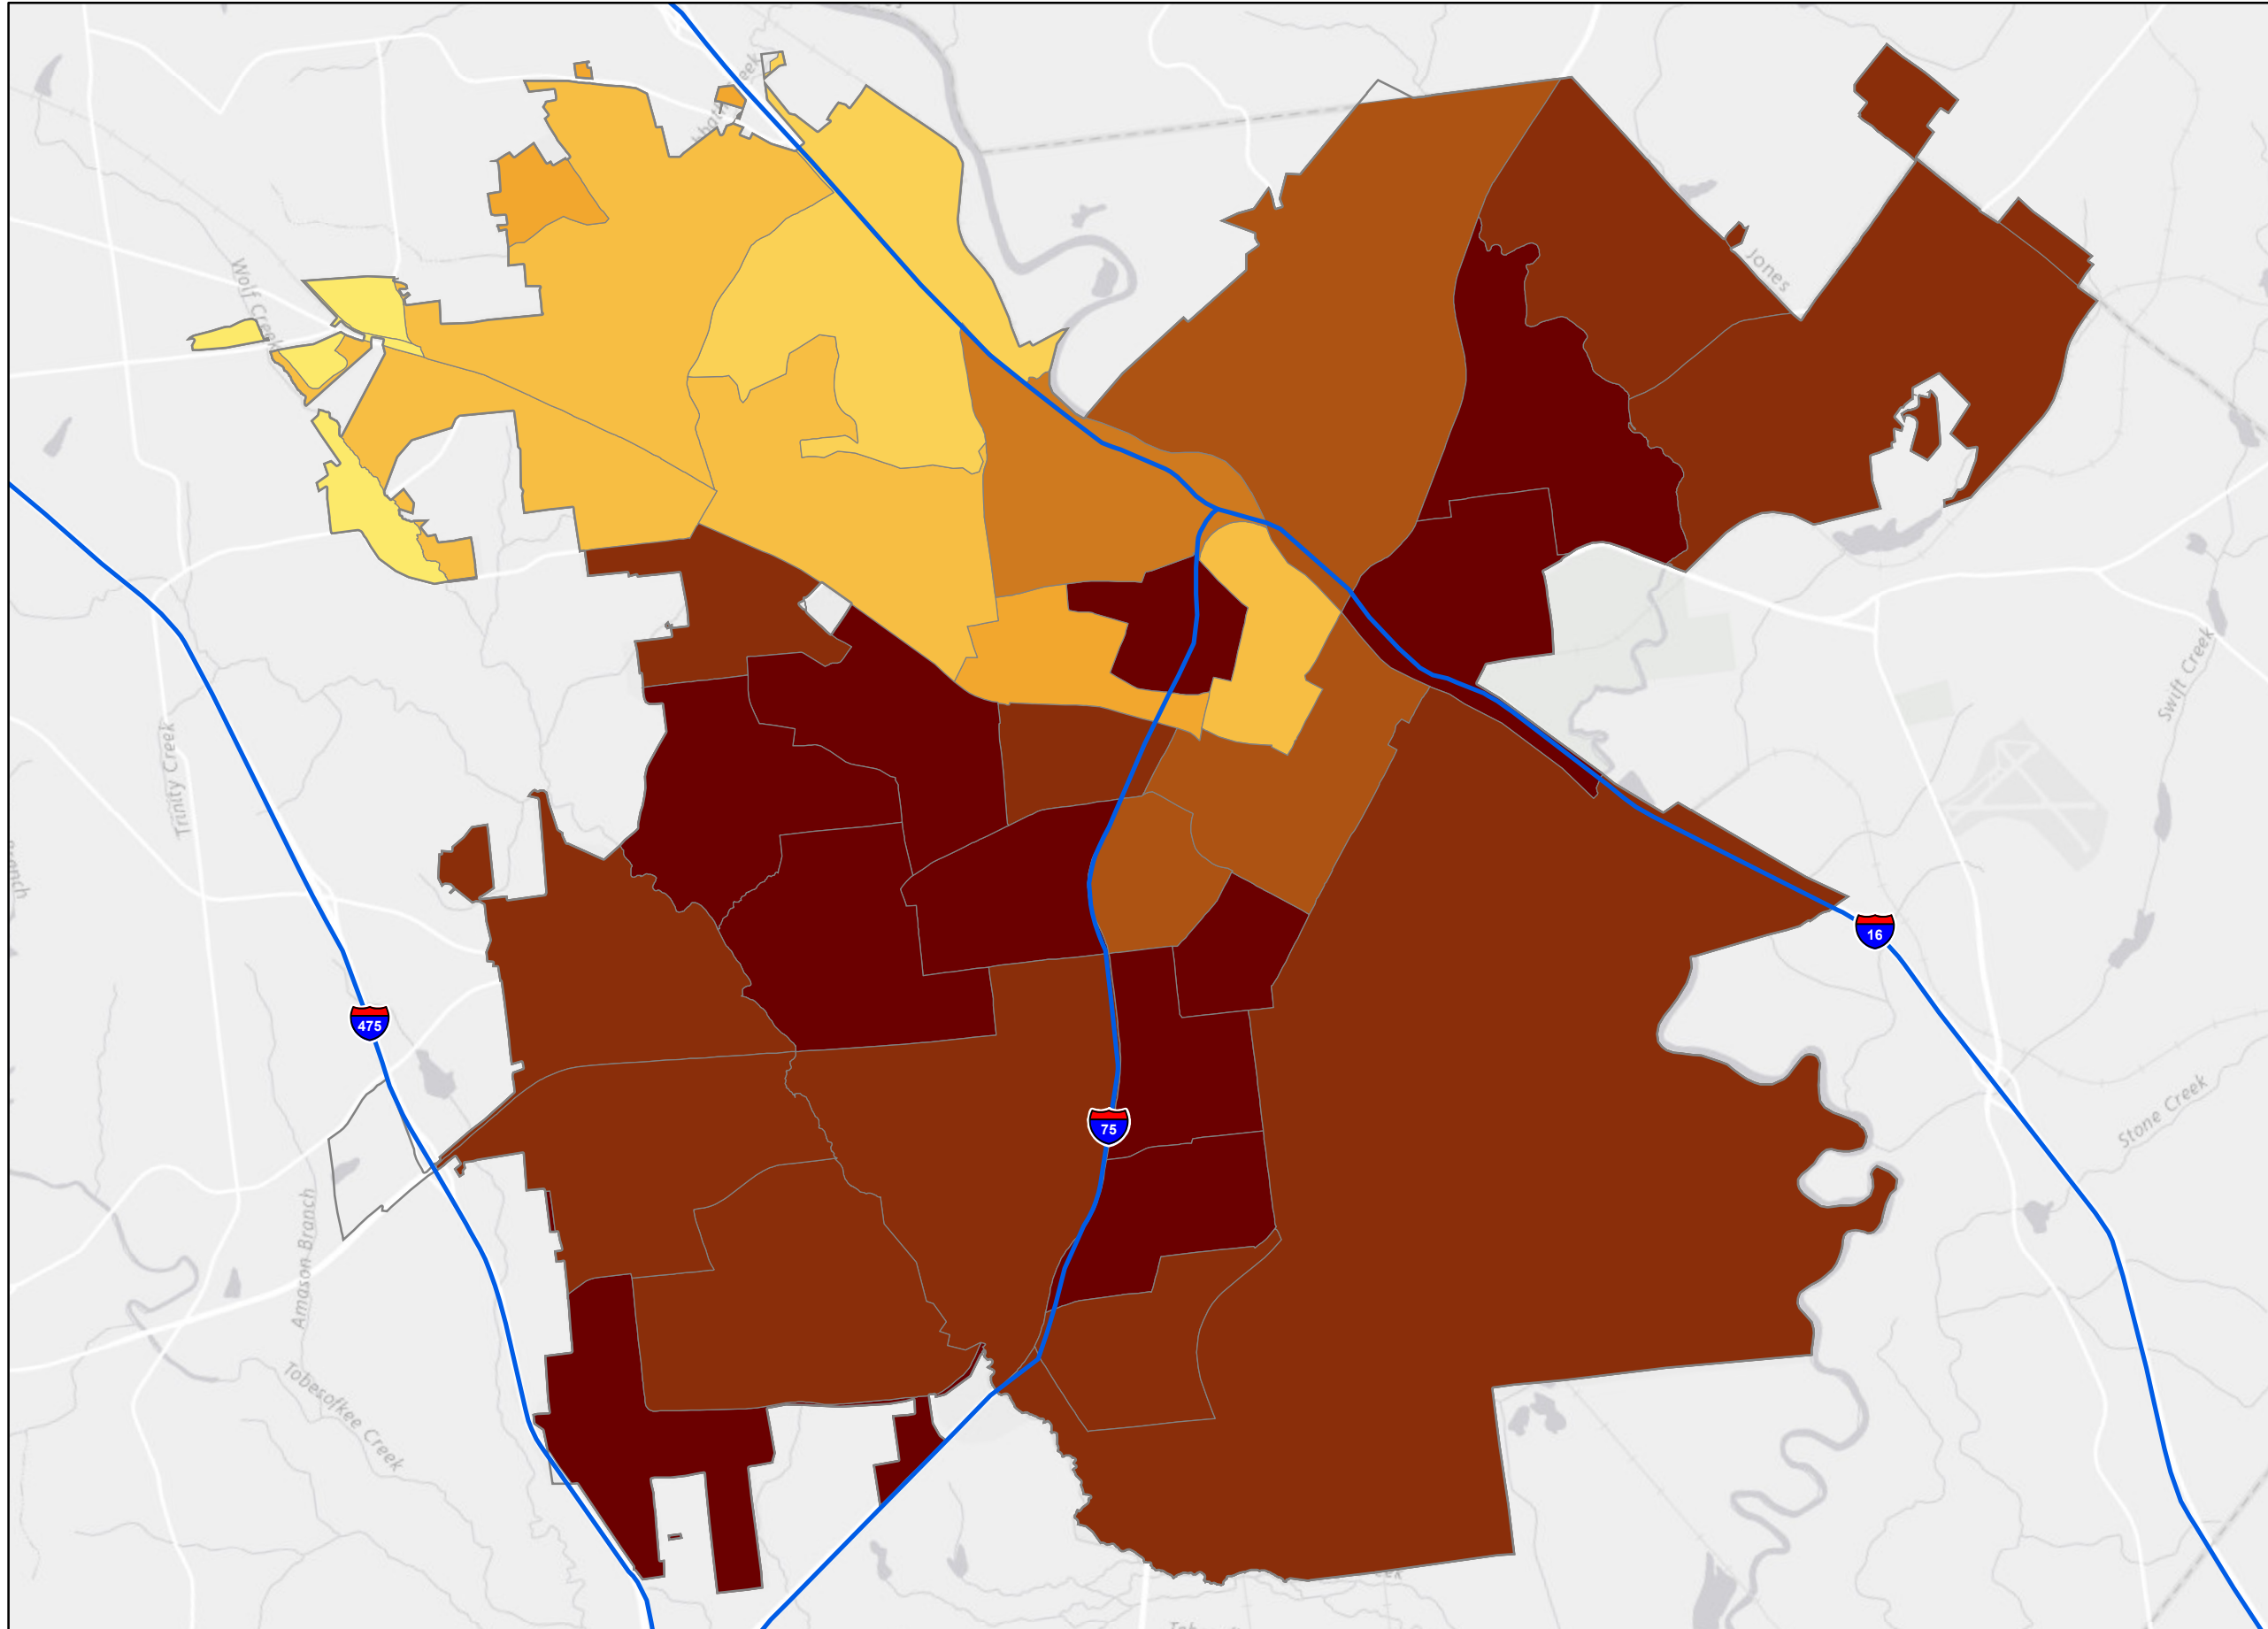 Wolf Creek
Jones
Swift Creek
Trinity Creek
16
475
75
Stone Creek
Amason Branch
Tobesofkee Creek